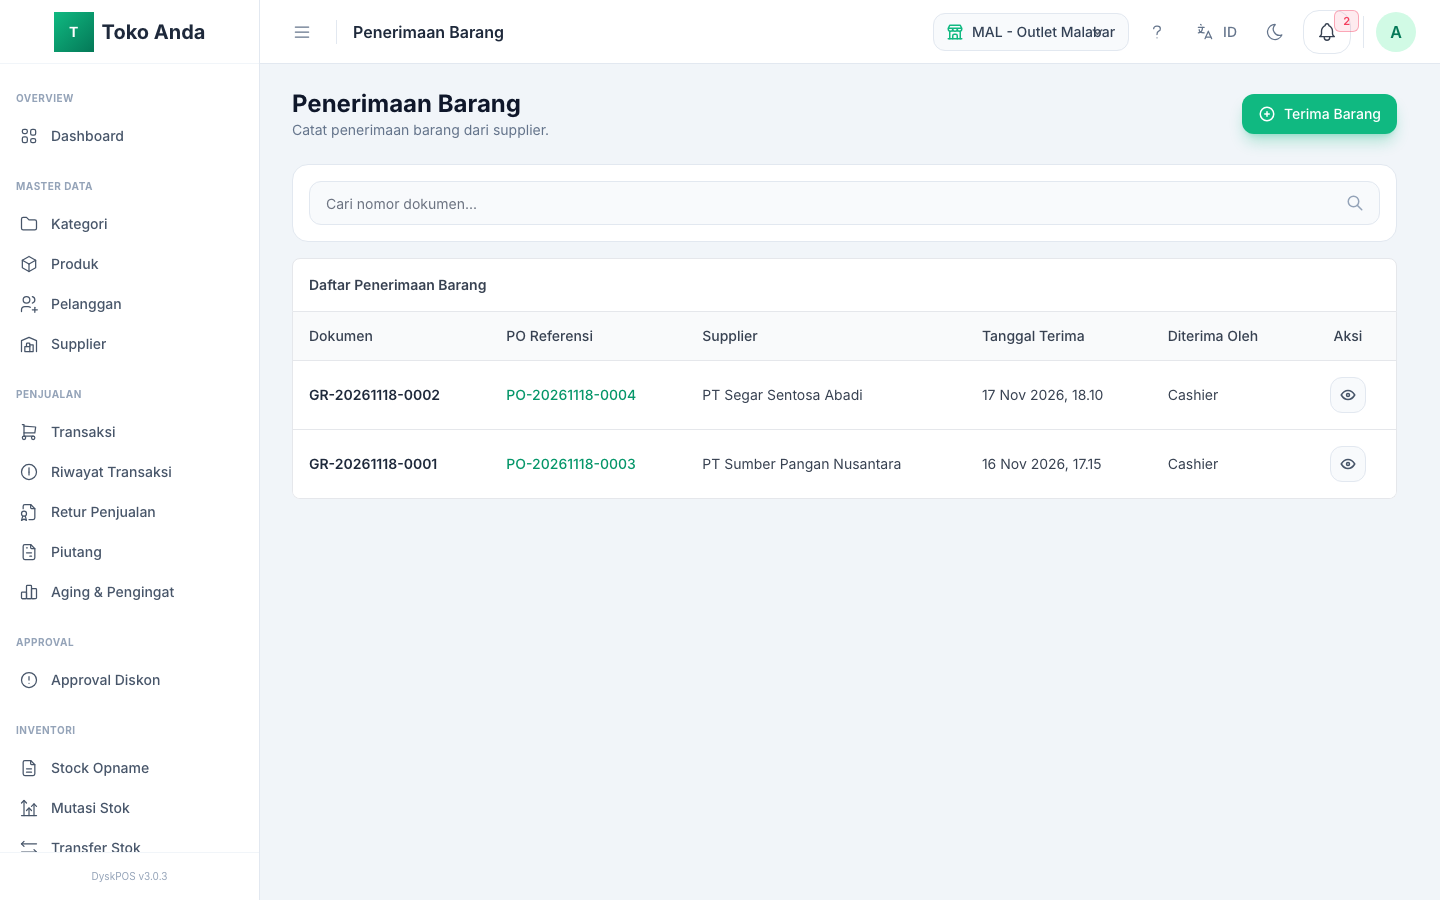 T Toko Anda
Penerimaan Barang
MAL - Outlet Malabar
?
ID
2
A
OVERVIEW
Dashboard
MASTER DATA
Kategori
Produk
Pelanggan
Supplier
PENJUALAN
Transaksi
Riwayat Transaksi
Retur Penjualan
Piutang
Aging & Pengingat
APPROVAL
Approval Diskon
INVENTORI
Stock Opname
Mutasi Stok
Transfer Stok
DyskPOS v3.0.3
Penerimaan Barang
Catat penerimaan barang dari supplier.
Terima Barang
Cari nomor dokumen...
Daftar Penerimaan Barang
Dokumen PO Referensi Supplier Tanggal Terima Diterima Oleh Aksi
GR-20261118-0002 PO-20261118-0004 PT Segar Sentosa Abadi 17 Nov 2026, 18.10 Cashier
GR-20261118-0001 PO-20261118-0003 PT Sumber Pangan Nusantara 16 Nov 2026, 17.15 Cashier